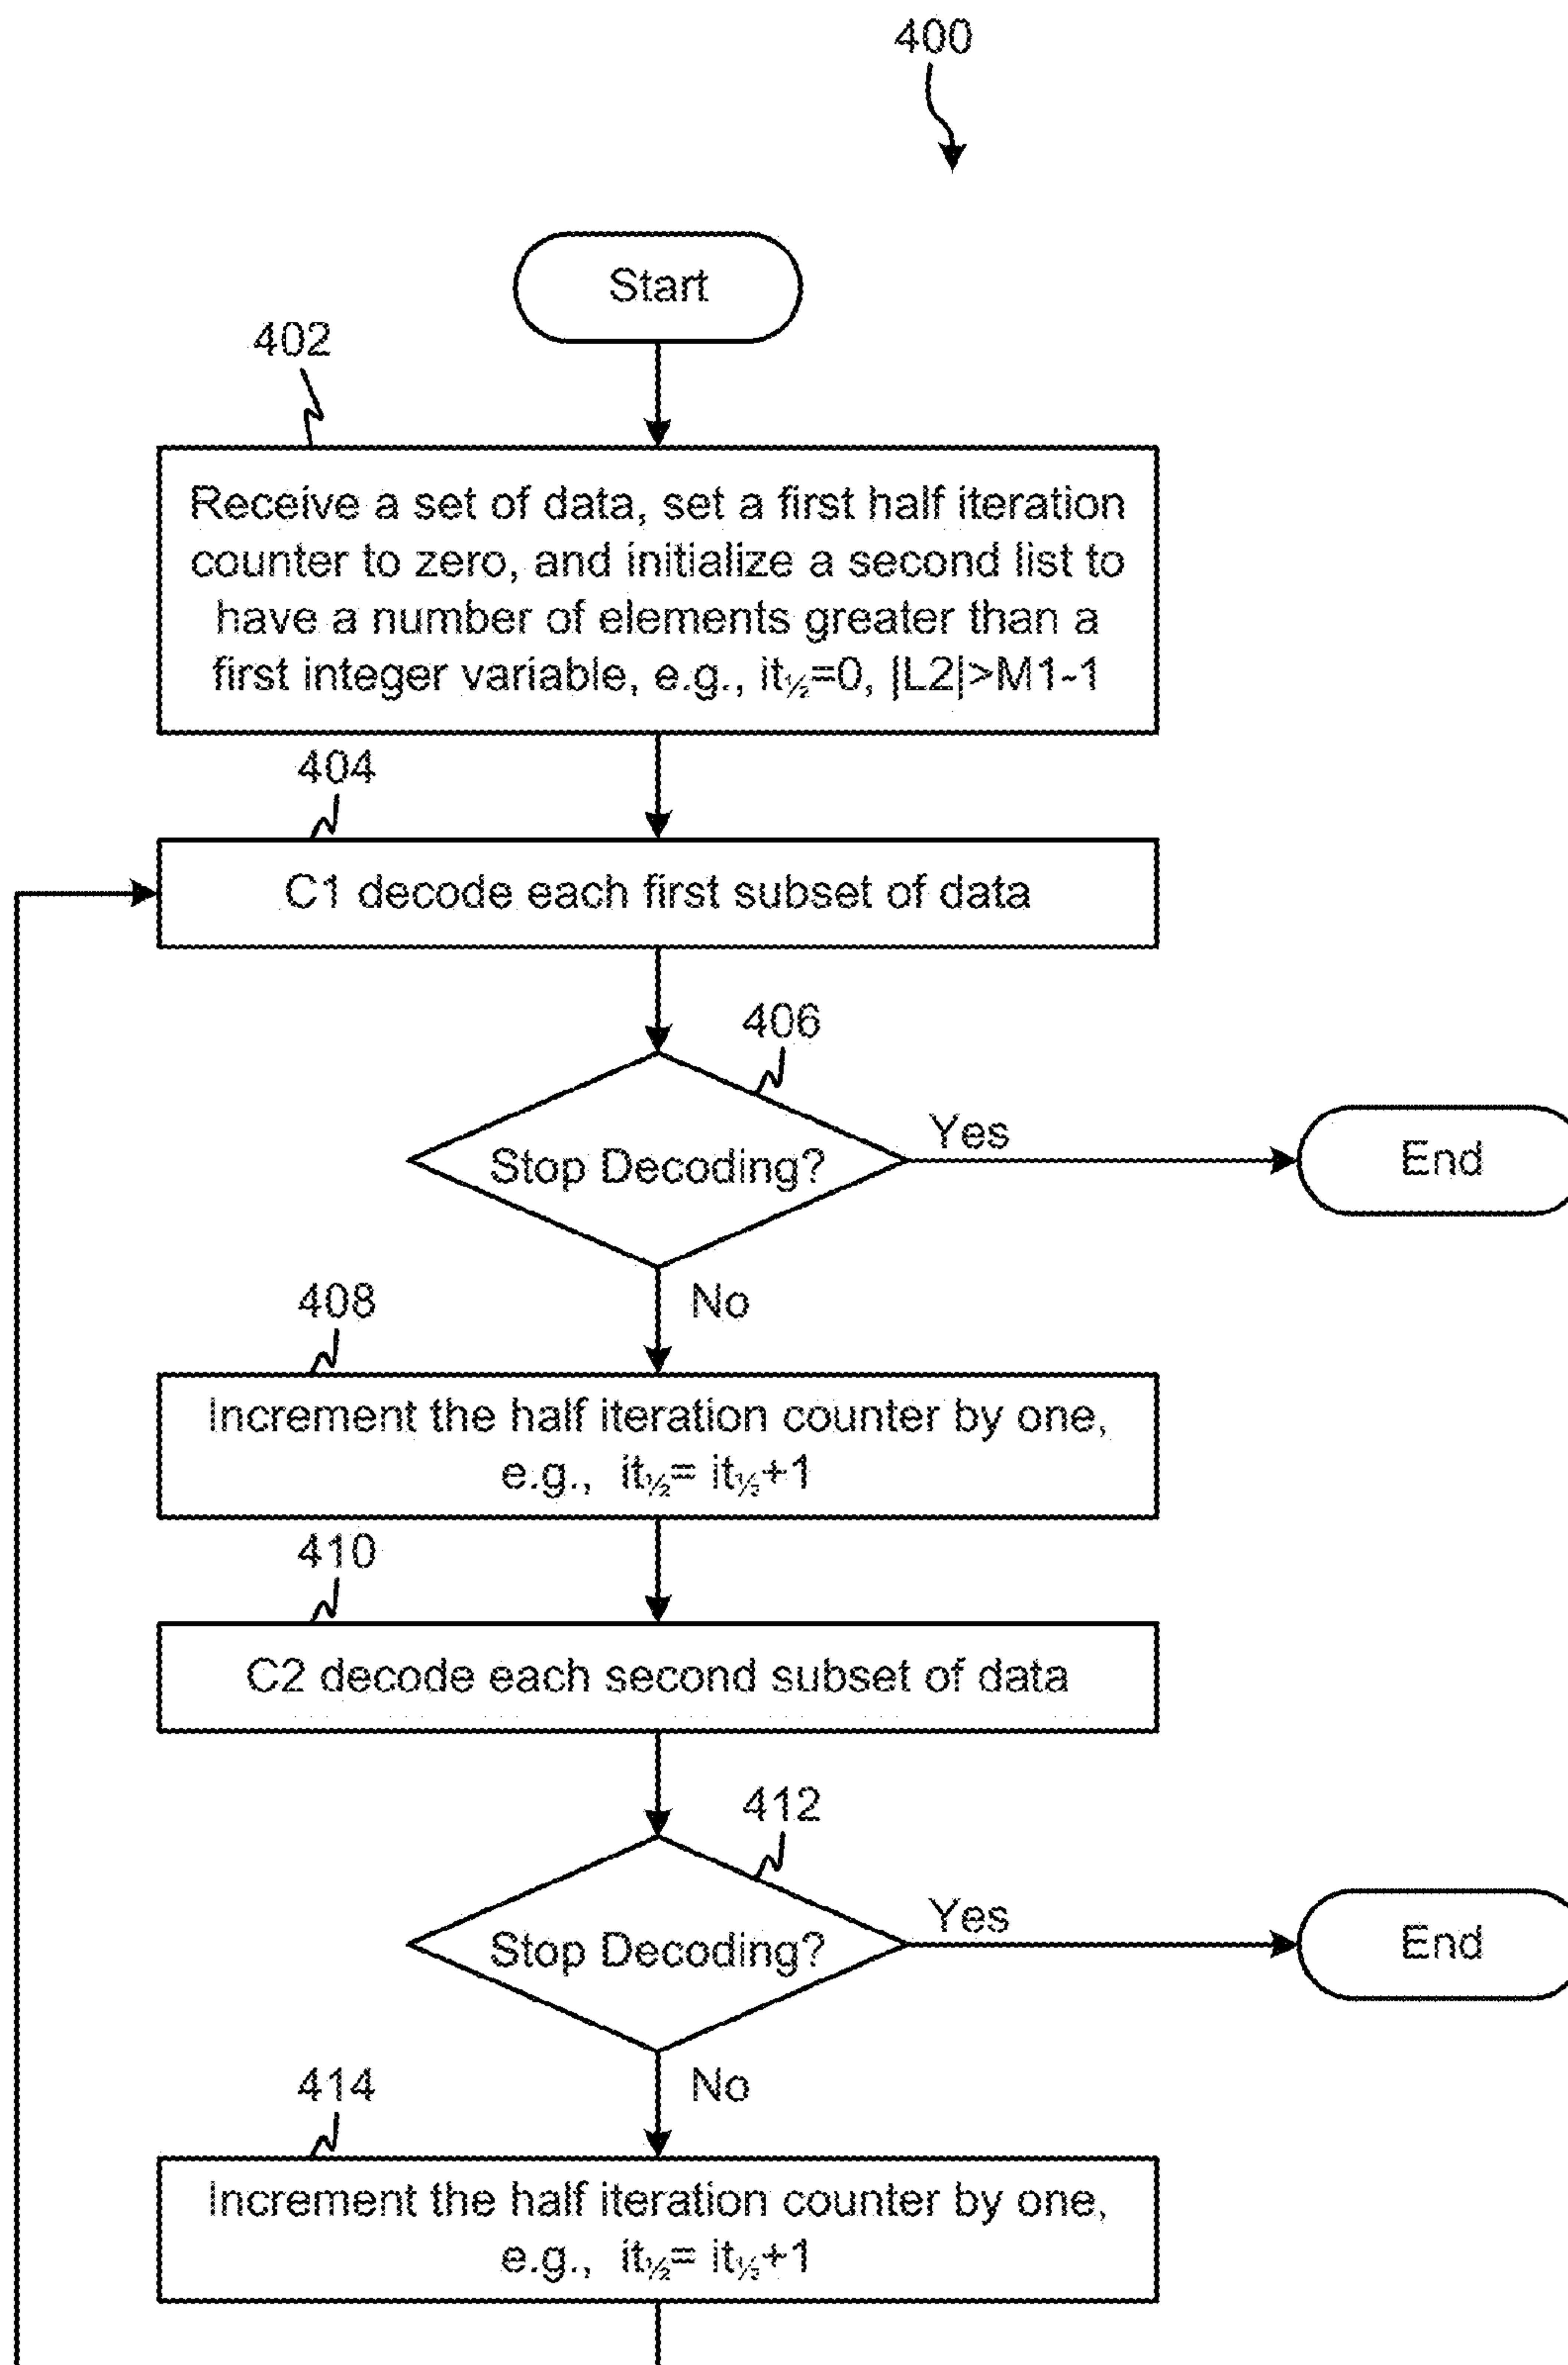 400
Start
402
Receive a set of data, set a first half iteration
counter to zero, and initialize a second list to
have a number of elements greater than a
first integer variable, e.g., it½=0, |L2|>M1-1
404
C1 decode each first subset of data
406
Stop Decoding?
Yes
End
No
408
Increment the half iteration counter by one,
e.g., it½= it½+1
410
C2 decode each second subset of data
412
Stop Decoding?
Yes
End
No
414
Increment the half iteration counter by one,
e.g., it½= it½+1